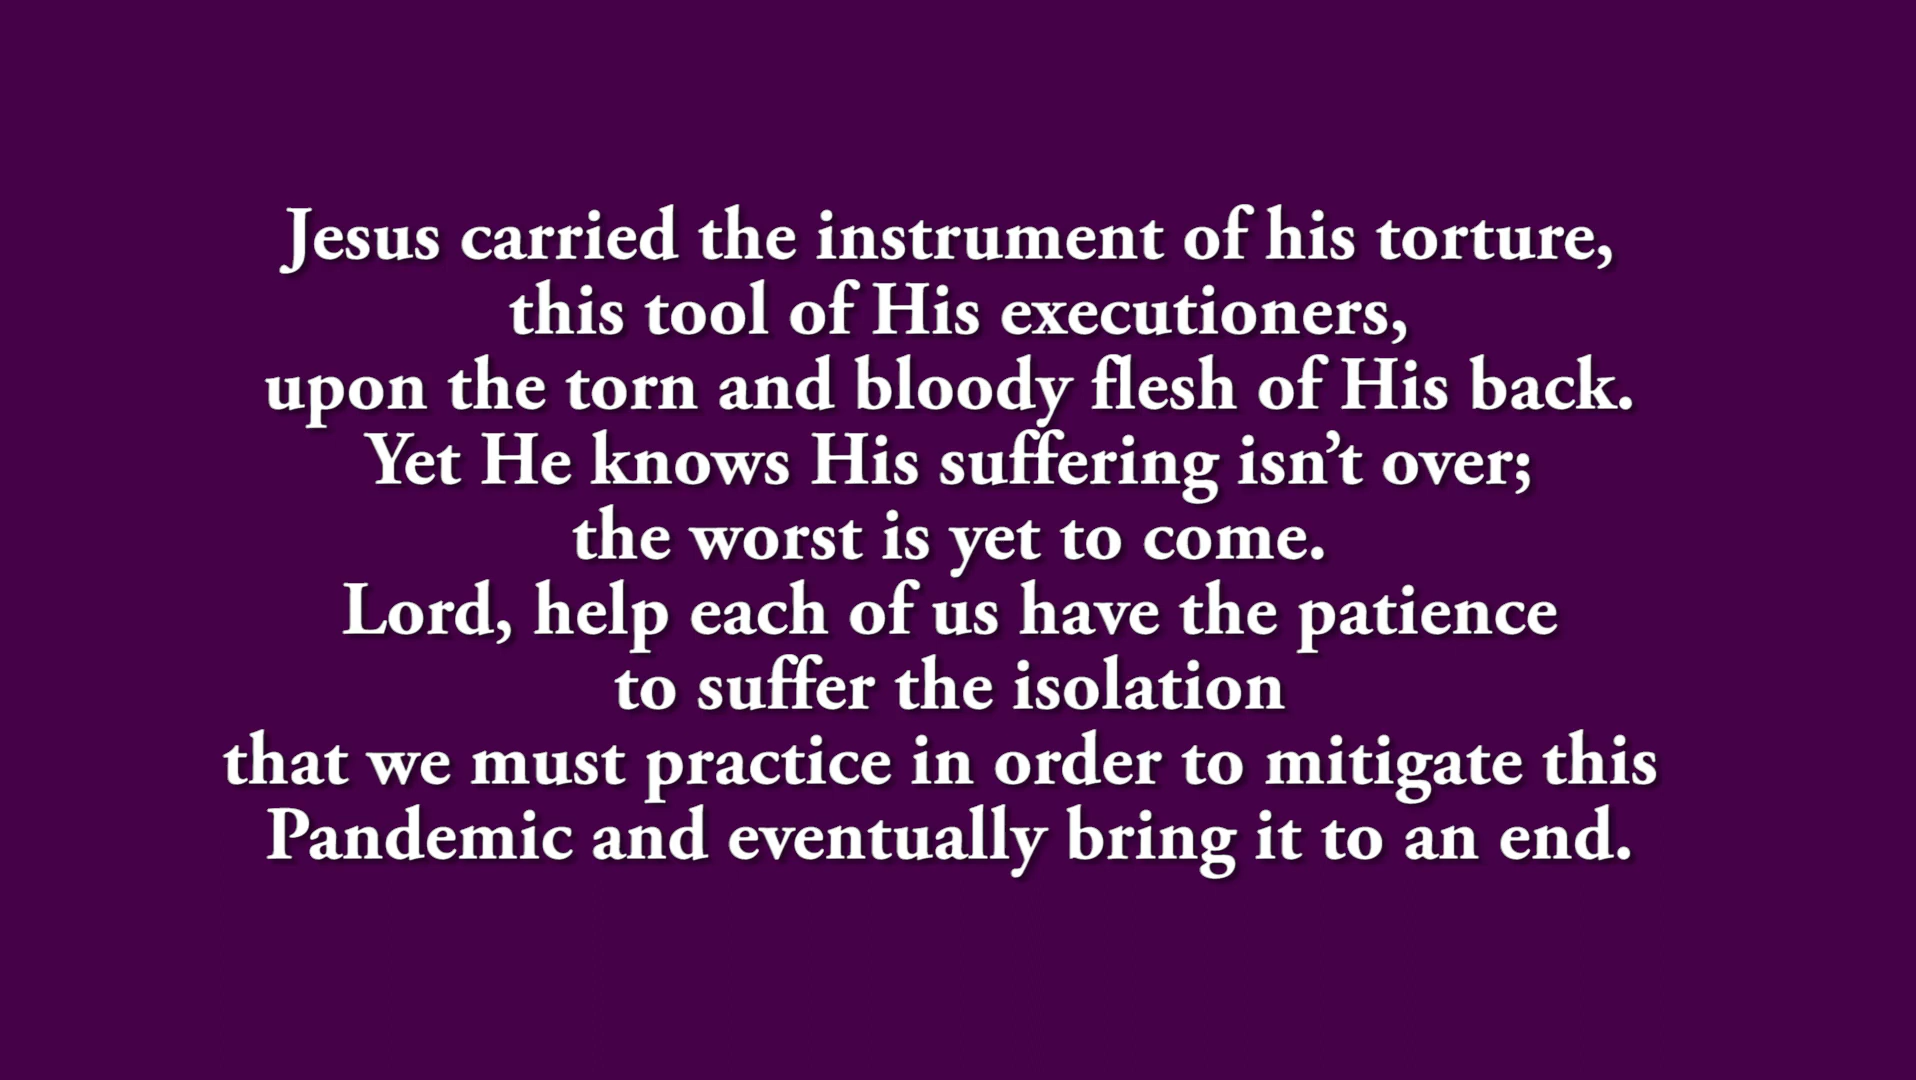 Jesus carried the instrument of his torture,
this tool of His executioners,
upon the torn and bloody flesh of His back.
Yet He knows His suffering isn’t over;
the worst is yet to come.
Lord, help each of us have the patience
to suffer the isolation
that we must practice in order to mitigate this
Pandemic and eventually bring it to an end.